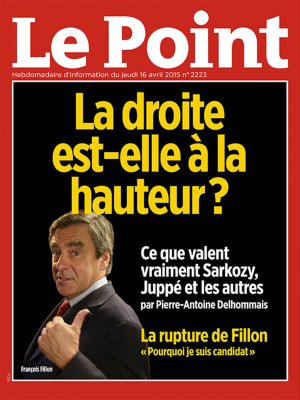 Le Point
Hebdomadaire d'information du jeudi 16 avril 2015 n° 2223
La droite
est-elle à la
hauteur ?
Ce que valent
vraiment Sarkozy,
Juppé et les autres
par Pierre-Antoine Delhommais
La rupture de Fillon
« Pourquoi je suis candidat »
François Fillon